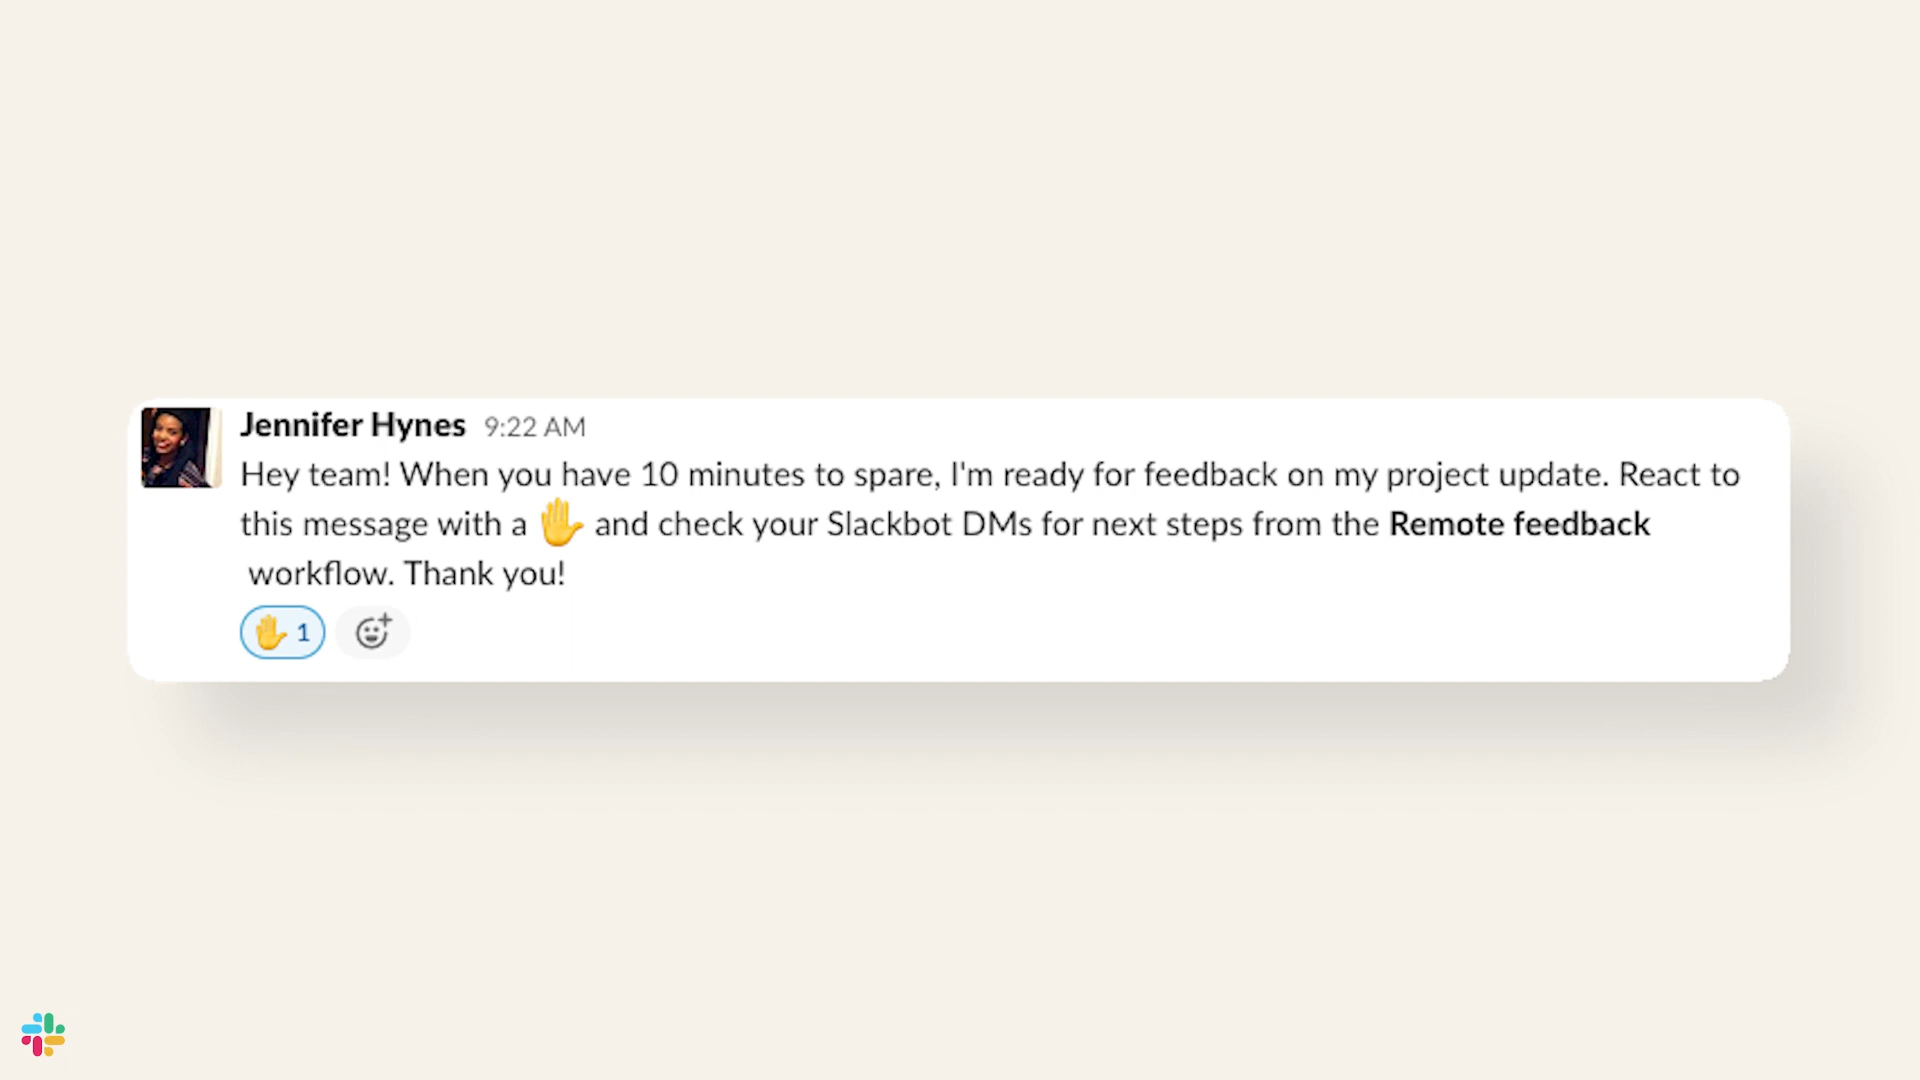 Jennifer Hynes 9:22 AM
Hey team! When you have 10 minutes to spare, I'm ready for feedback on my project update. React to
this message with a ✋ and check your Slackbot DMs for next steps from the Remote feedback
workflow. Thank you!
✋ 1